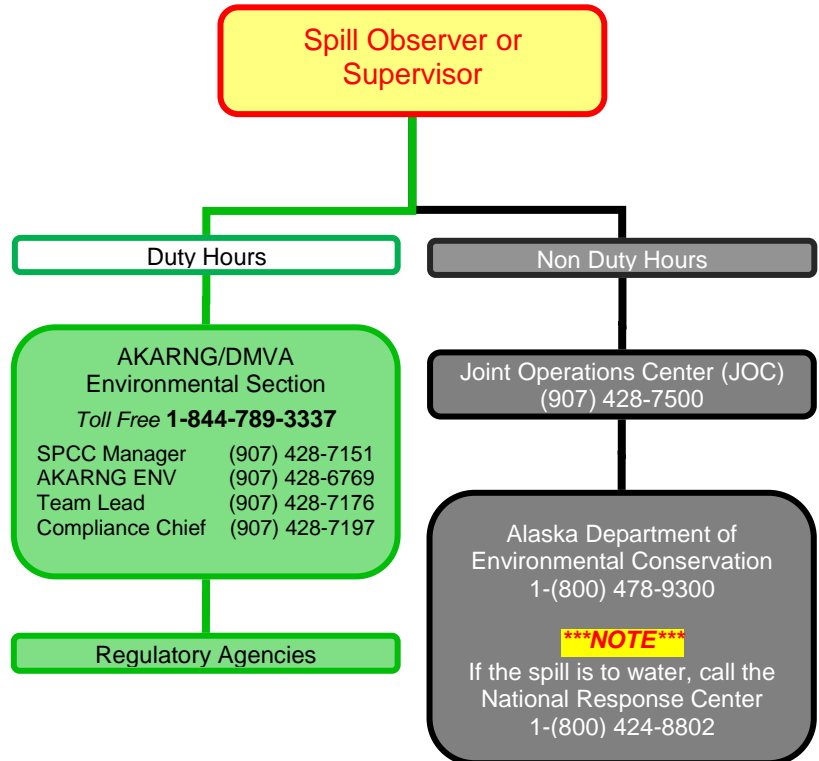 Spill Observer or
Supervisor
Duty Hours
AKARNG/DMVA
Environmental Section
Toll Free 1-844-789-3337
SPCC Manager (907) 428-7151
AKARNG ENV (907) 428-6769
Team Lead (907) 428-7176
Compliance Chief (907) 428-7197
Regulatory Agencies
Non Duty Hours
Joint Operations Center (JOC)
(907) 428-7500
Alaska Department of
Environmental Conservation
1-(800) 478-9300
***NOTE***
If the spill is to water, call the
National Response Center
1-(800) 424-8802